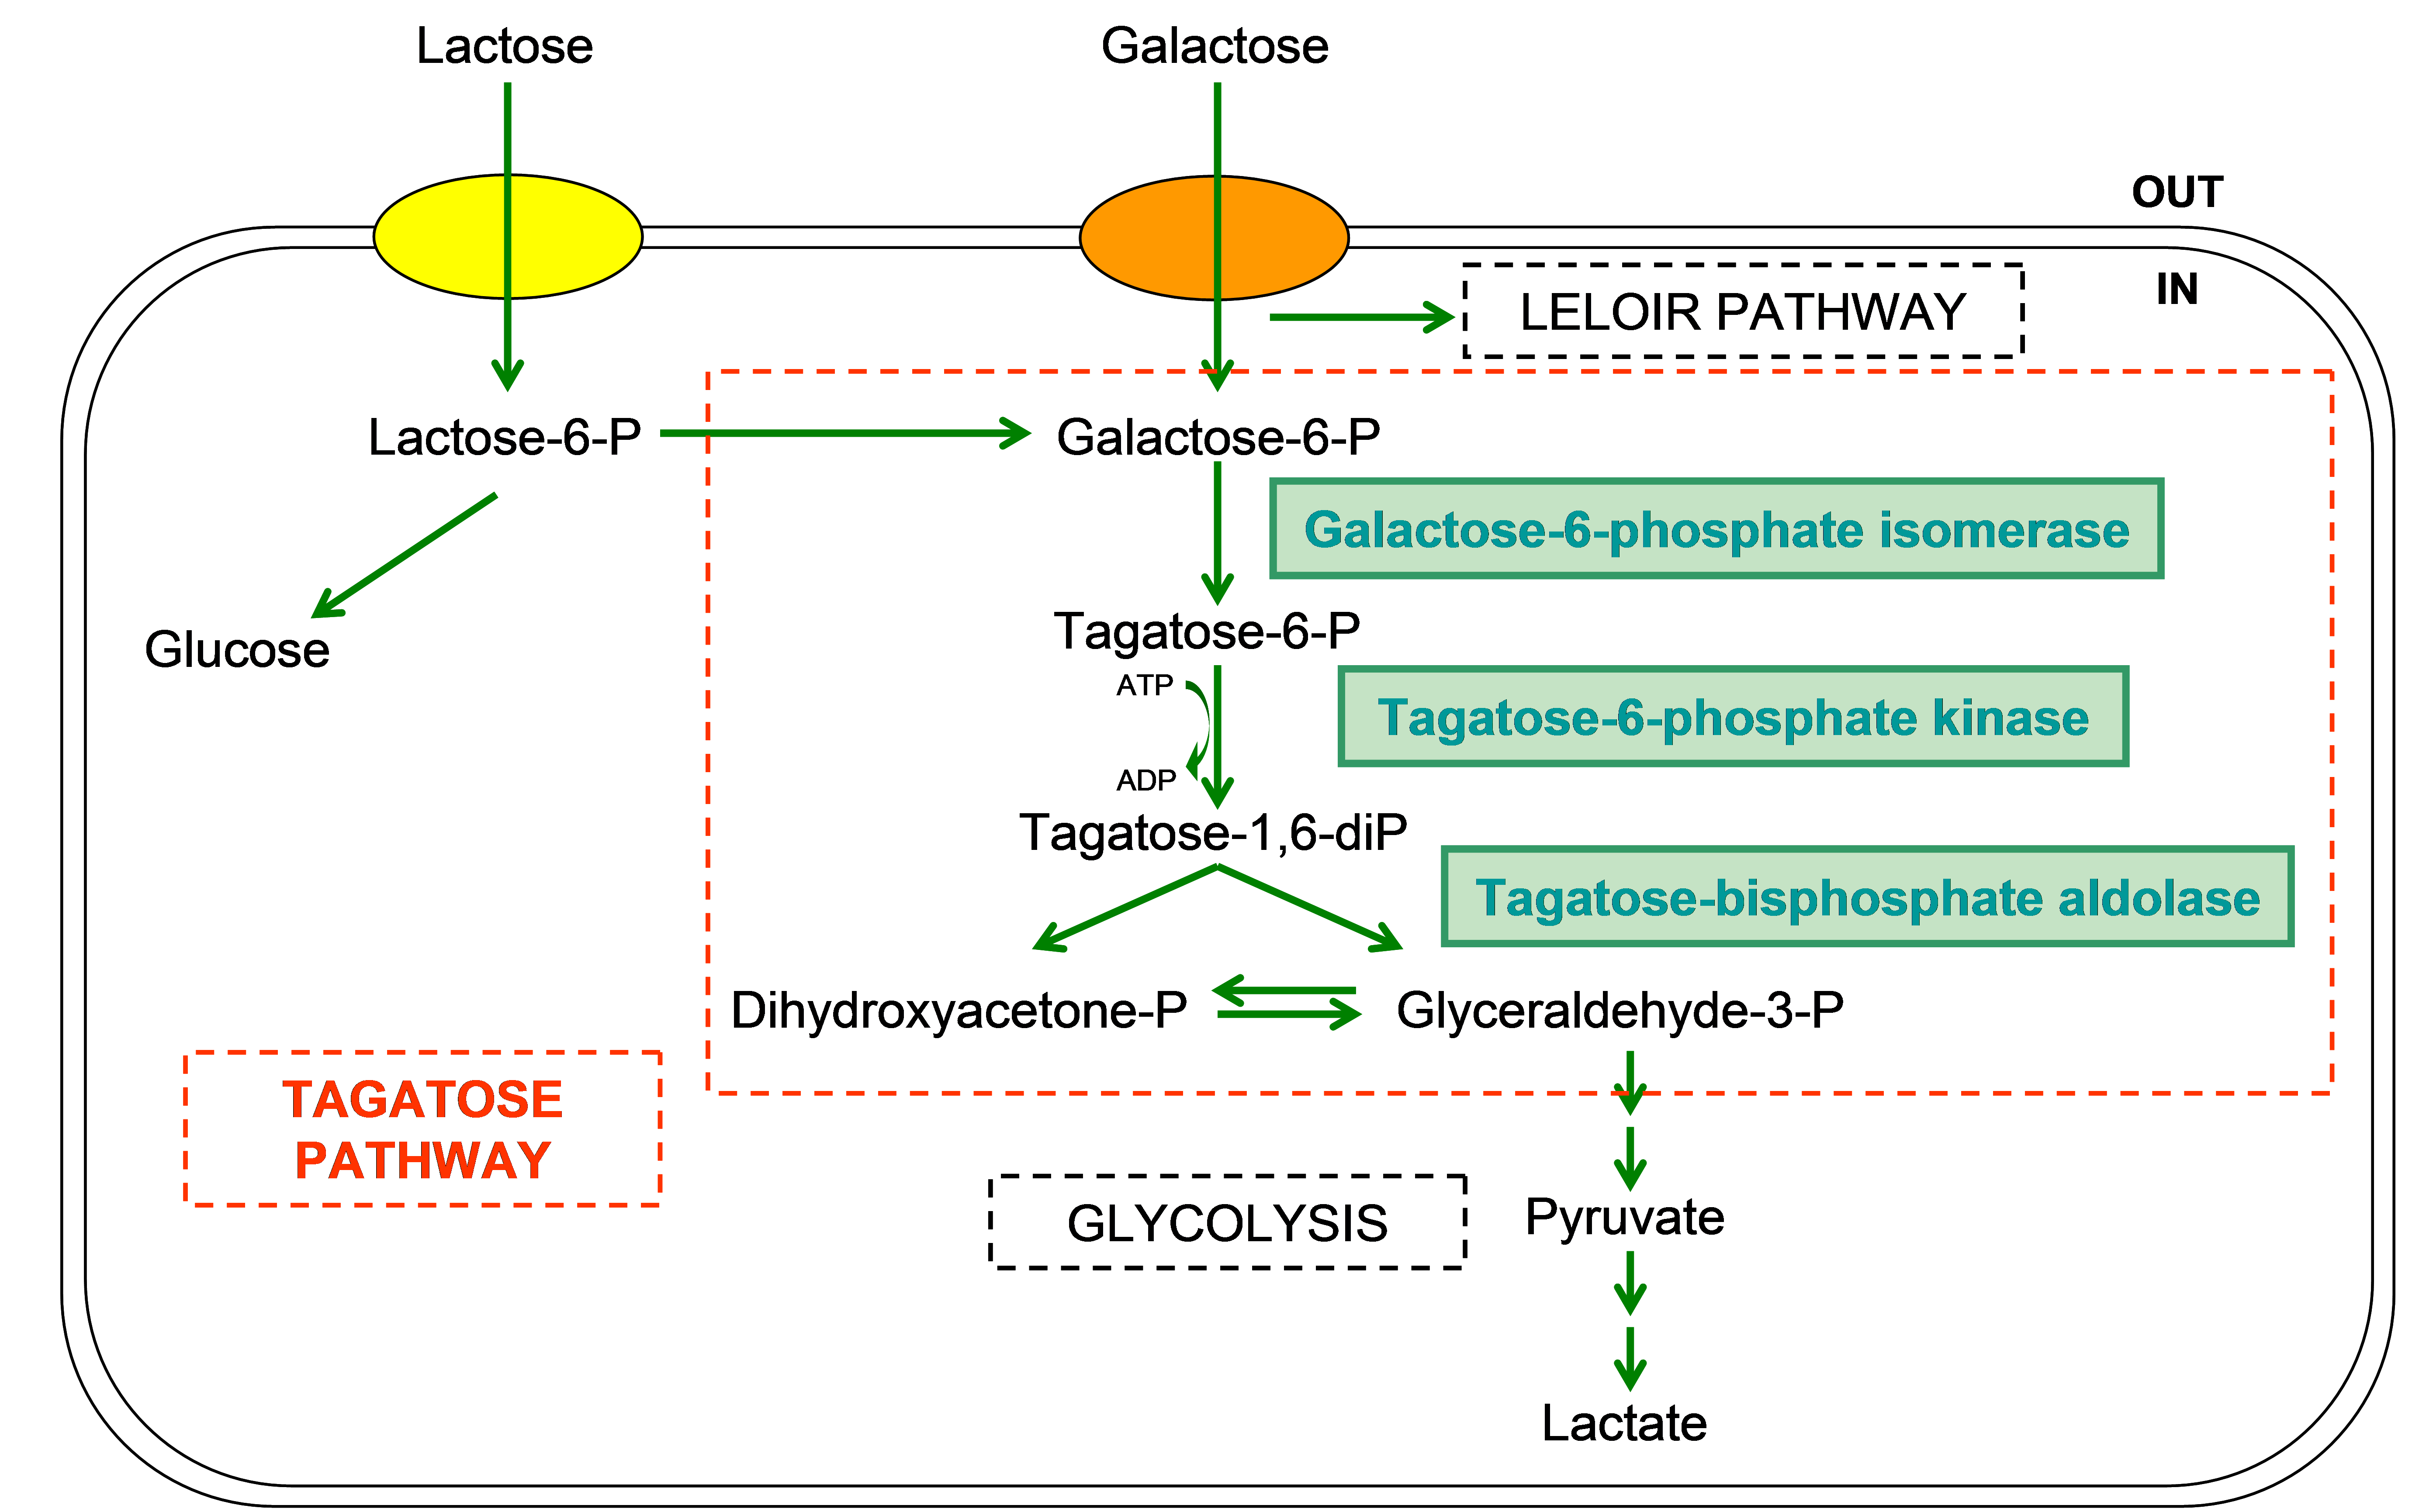 Lactose
Galactose
OUT
IN
LELOIR PATHWAY
Lactose-6-P
Galactose-6-P
Galactose-6-phosphate isomerase
Glucose
Tagatose-6-P
ATP
Tagatose-6-phosphate kinase
ADP
Tagatose-1,6-diP
Tagatose-bisphosphate aldolase
Dihydroxyacetone-P
Glyceraldehyde-3-P
TAGATOSE
PATHWAY
GLYCOLYSIS
Pyruvate
Lactate